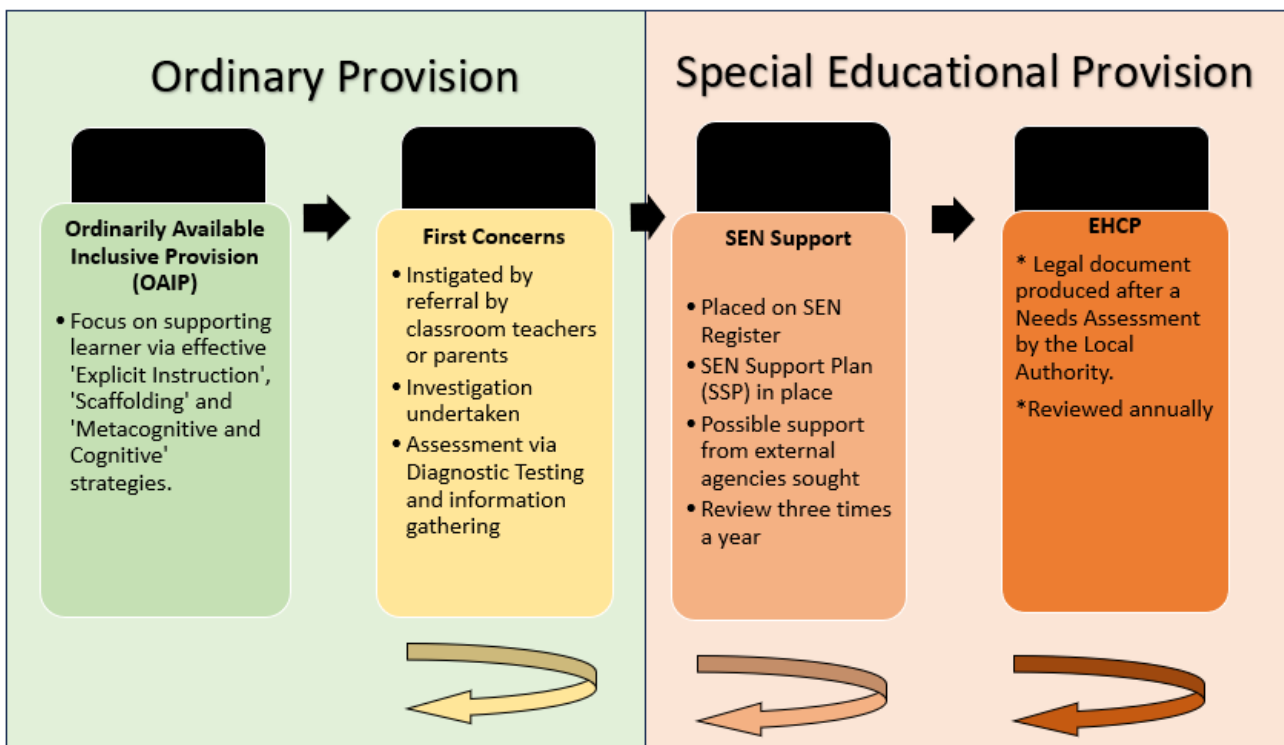 Ordinary Provision
Special Educational Provision
Ordinarily Available
Inclusive Provision
(OAIP)
• Focus on supporting
learner via effective
'Explicit Instruction',
'Scaffolding' and
'Metacognitive and
Cognitive'
strategies.
First Concerns
• Instigated by
referral by
classroom teachers
or parents
• Investigation
undertaken
• Assessment via
Diagnostic Testing
and information
gathering
SEN Support
• Placed on SEN
Register
• SEN Support Plan
(SSP) in place
• Possible support
from external
agencies sought
• Review three times
a year
EHCP
* Legal document
produced after a
Needs Assessment
by the Local
Authority.
*Reviewed annually